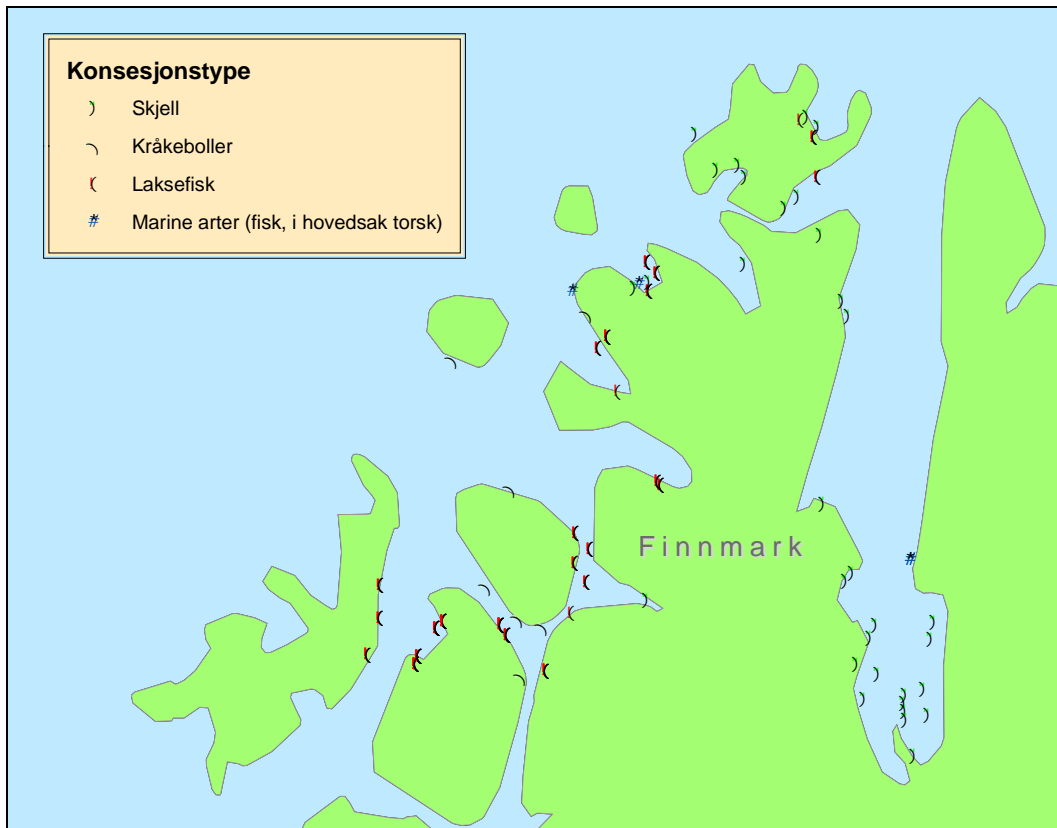 Konsesjonstype
Skjell
Kråkeboller
Laksefisk
Marine arter (fisk, i hovedsak torsk)
Finnmark